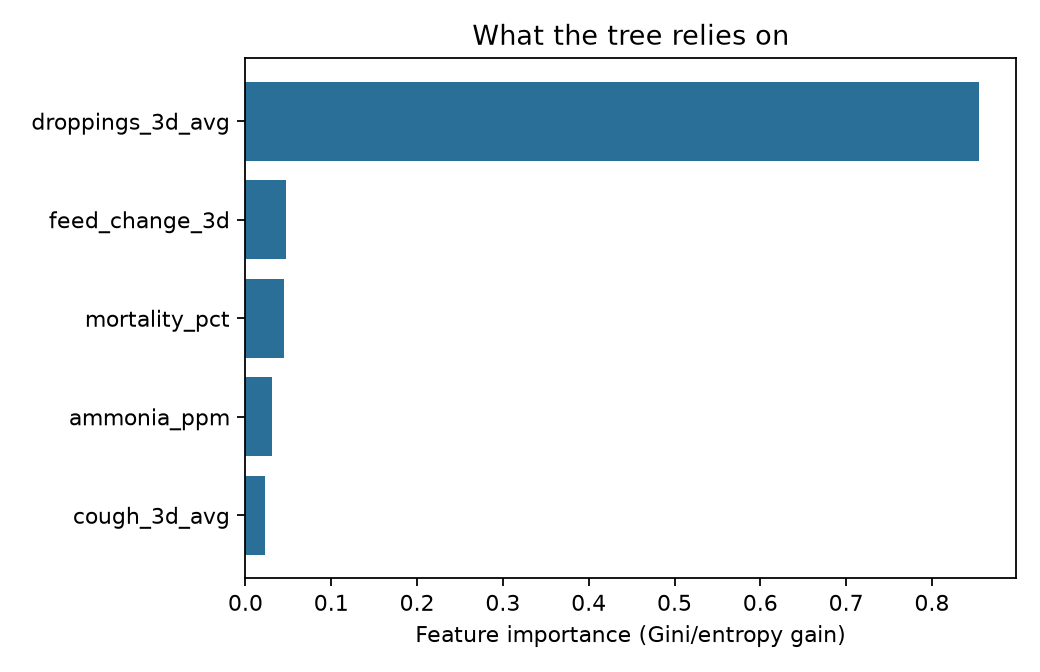 What the tree relies on
droppings_3d_avg
feed_change_3d
mortality_pct
ammonia_ppm
cough_3d_avg
0.0 0.1 0.2 0.3 0.4 0.5 0.6 0.7 0.8
Feature importance (Gini/entropy gain)